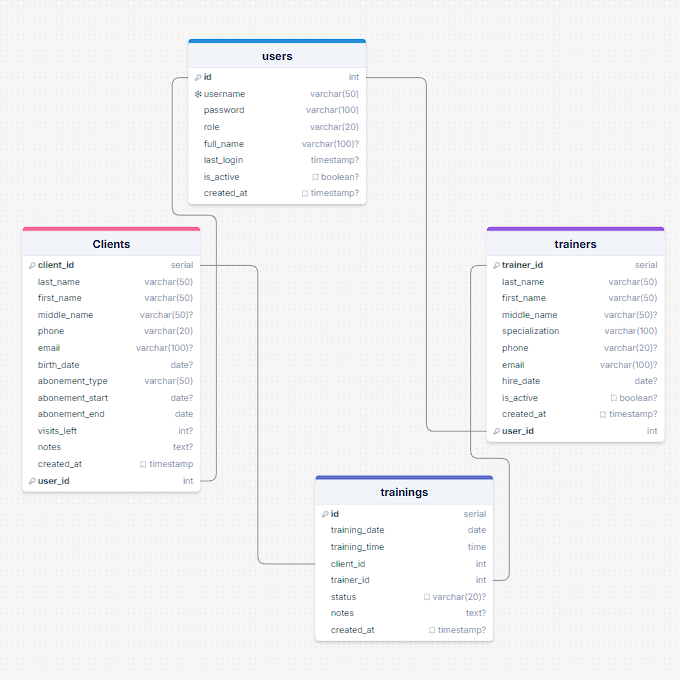 users
id int
username varchar(50)
password varchar(100)
role varchar(20)
full_name varchar(100)?
last_login timestamp?
is_active boolean?
created_at timestamp?
Clients
client_id serial
last_name varchar(50)
first_name varchar(50)
middle_name varchar(50)?
phone varchar(20)
email varchar(100)?
birth_date date?
abonement_type varchar(50)
abonement_start date?
abonement_end date
visits_left int?
notes text?
created_at timestamp
user_id int
trainers
trainer_id serial
last_name varchar(50)
first_name varchar(50)
middle_name varchar(50)?
specialization varchar(100)
phone varchar(20)?
email varchar(100)?
hire_date date?
is_active boolean?
created_at timestamp?
user_id int
trainings
id serial
training_date date
training_time time
client_id int
trainer_id int
status varchar(20)?
notes text?
created_at timestamp?